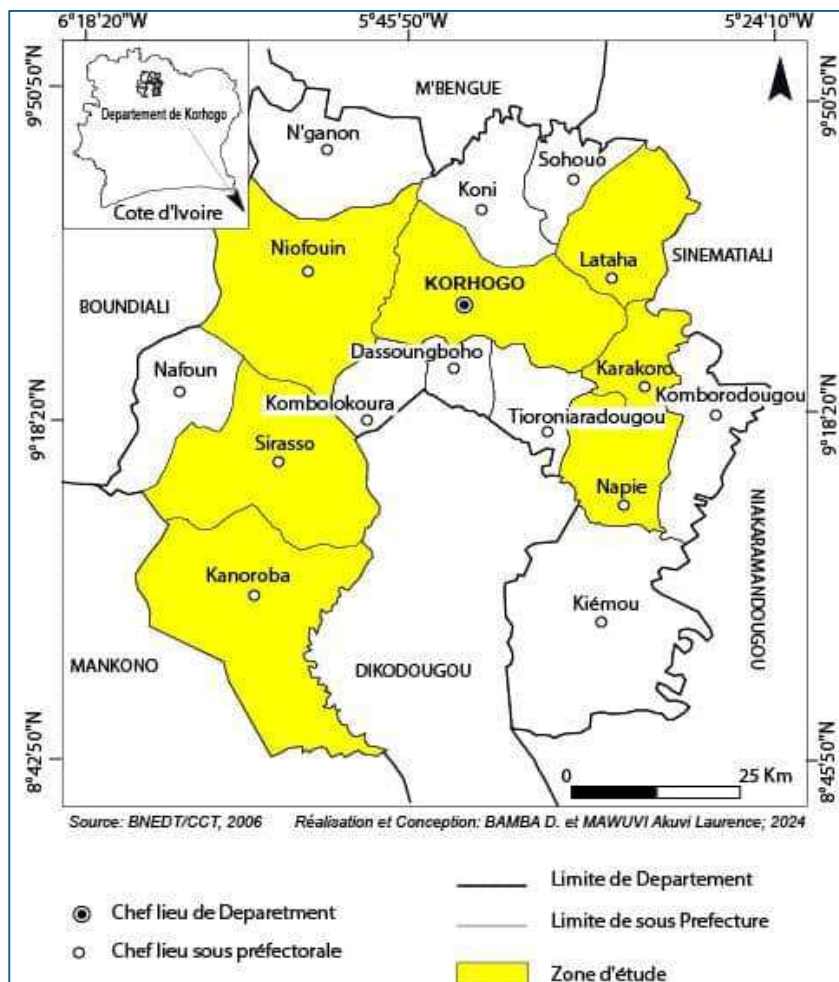 6°18'20"W 5°45'50"W 5°24'10"W
9°50'50"N
9°50'50"N
M'BENGUE
N'ganon
Sohouo
Departement de Korhogo
Koni
Cote d'Ivoire
Niofouin
Lataha
SINEMATIALI
KORHOGO
BOUNDIALI
Dassoungboho
Nafoun
Karakoro
Komborodougou
Kombolokoura
Tioroniaradougou
9°18'20"N
9°18'20"N
Sirasso
Napie
NIAKARAMANDOUGOU
Kanoroba
Kiémou
MANKONO
DIKODOUGOU
8°42'50"N
8°45'50"N
0 25 Km
Source: BNEDT/CCT, 2006 Réalisation et Conception: BAMBA D. et MAWUVI Akuvi Laurence; 2024
Limite de Departement
Chef lieu de Deparetment
Limite de sous Prefecture
Chef lieu sous préfectorale
Zone d'étude